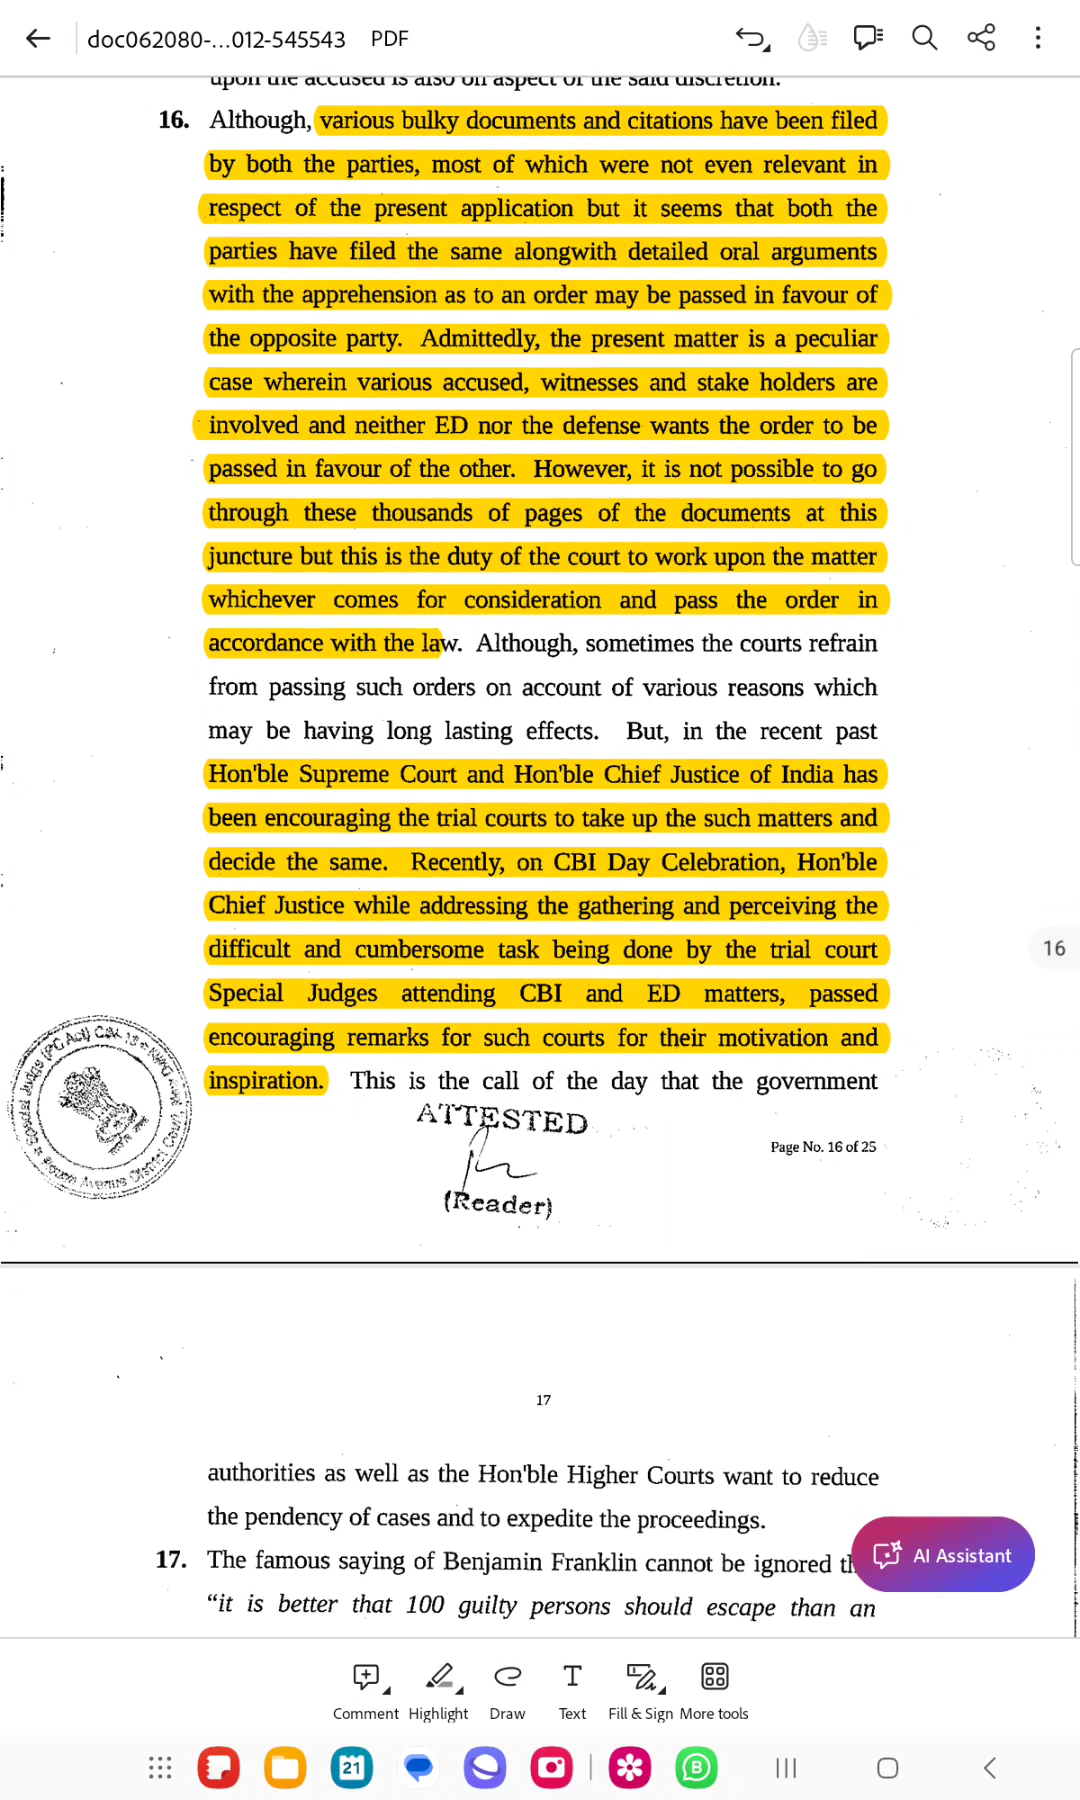 doc062080-...012-545543 PDF
upon the accused is also on aspect of the said discretion.
16. Although, various bulky documents and citations have been filed
by both the parties, most of which were not even relevant in
respect of the present application but it seems that both the
parties have filed the same alongwith detailed oral arguments
with the apprehension as to an order may be passed in favour of
the opposite party. Admittedly, the present matter is a peculiar
case wherein various accused, witnesses and stake holders are
involved and neither ED nor the defense wants the order to be
passed in favour of the other. However, it is not possible to go
through these thousands of pages of the documents at this
juncture but this is the duty of the court to work upon the matter
whichever comes for consideration and pass the order in
accordance with the law. Although, sometimes the courts refrain
from passing such orders on account of various reasons which
may be having long lasting effects. But, in the recent past
Hon'ble Supreme Court and Hon'ble Chief Justice of India has
been encouraging the trial courts to take up the such matters and
decide the same. Recently, on CBI Day Celebration, Hon'ble
Chief Justice while addressing the gathering and perceiving the
difficult and cumbersome task being done by the trial court
16
Special Judges attending CBI and ED matters, passed
encouraging remarks for such courts for their motivation and
inspiration. This is the call of the day that the government
ATTESTED
Page No. 16 of 25
(Reader)
17
authorities as well as the Hon'ble Higher Courts want to reduce
the pendency of cases and to expedite the proceedings.
17. The famous saying of Benjamin Franklin cannot be ignored
AI Assistant
“it is better that 100 guilty persons should escape than an
Comment Highlight Draw Text Fill & Sign More tools
21